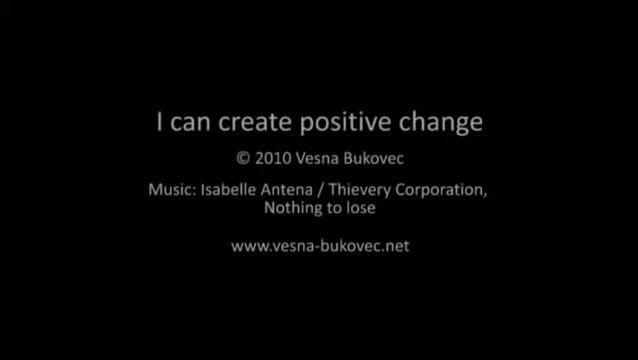 I can create positive change
© 2010 Vesna Bukovec
Music: Isabelle Antena / Thievery Corporation,
Nothing to lose
www.vesna-bukovec.net